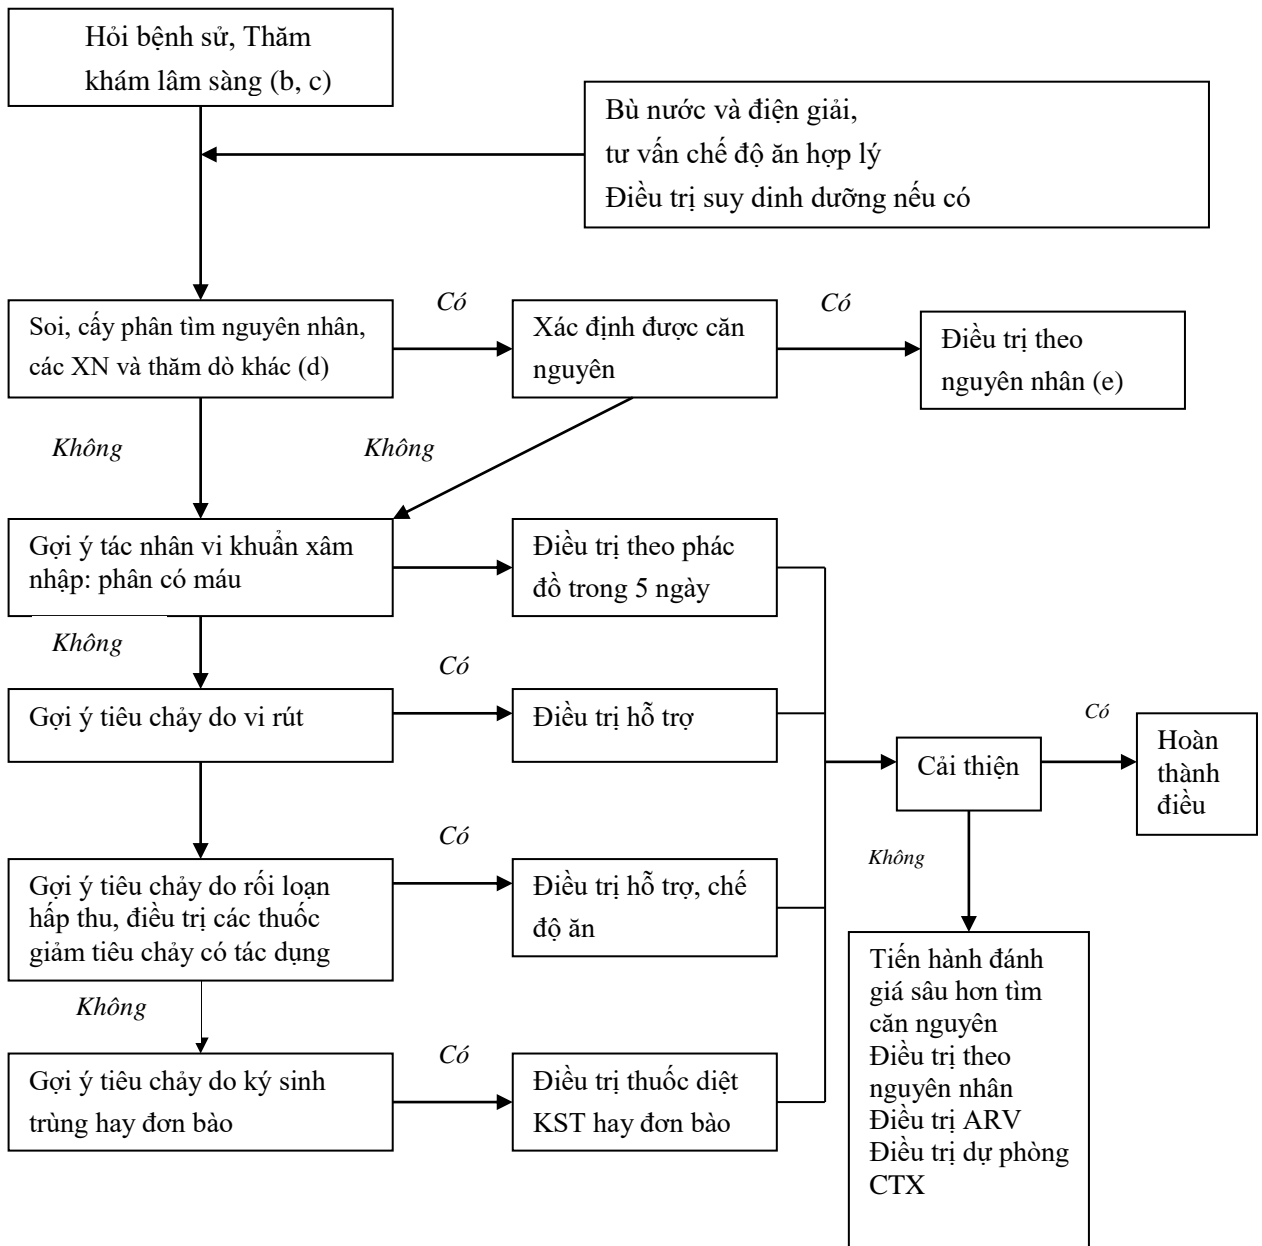 Hỏi bệnh sử, Thăm
khám lâm sàng (b, c)
Bù nước và điện giải,
tư vấn chế độ ăn hợp lý
Điều trị suy dinh dưỡng nếu có
Soi, cấy phân tìm nguyên nhân,
các XN và thăm dò khác (d)
Có
Xác định được căn
nguyên
Có
Điều trị theo
nguyên nhân (e)
Không
Không
Gợi ý tác nhân vi khuẩn xâm
nhập: phân có máu
Điều trị theo phác
đồ trong 5 ngày
Không
Có
Gợi ý tiêu chảy do vi rút
Điều trị hỗ trợ
Cải thiện
Có
Hoàn
thành
điều
Có
Gợi ý tiêu chảy do rối loạn
hấp thu, điều trị các thuốc
giảm tiêu chảy có tác dụng
Điều trị hỗ trợ, chế
độ ăn
Không
Không
Có
Gợi ý tiêu chảy do ký sinh
trùng hay đơn bào
Điều trị thuốc diệt
KST hay đơn bào
Tiến hành đánh
giá sâu hơn tìm
căn nguyên
Điều trị theo
nguyên nhân
Điều trị ARV
Điều trị dự phòng
CTX